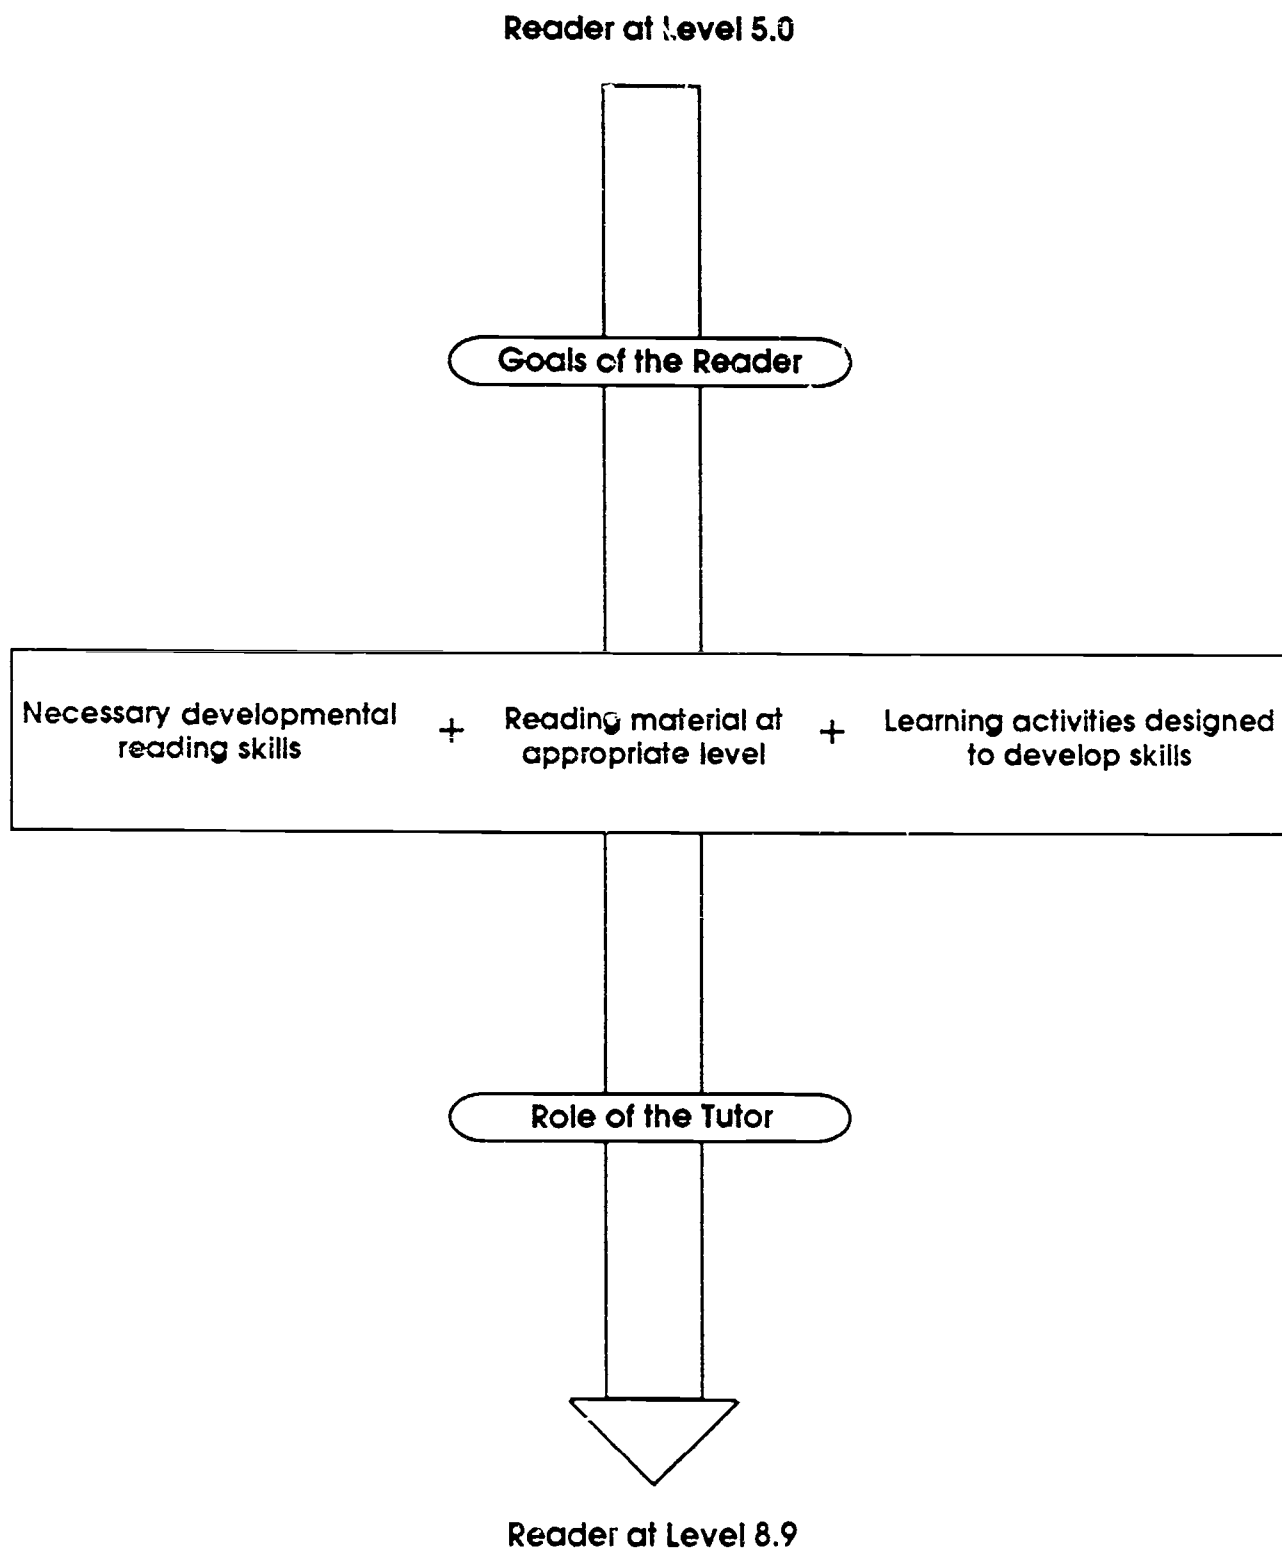 Reader at Level 5.0
Goals of the Reader
Necessary developmental
reading skills
+
Reading material at
appropriate level
+
Learning activities designed
to develop skills
Role of the Tutor
Reader at Level 8.9